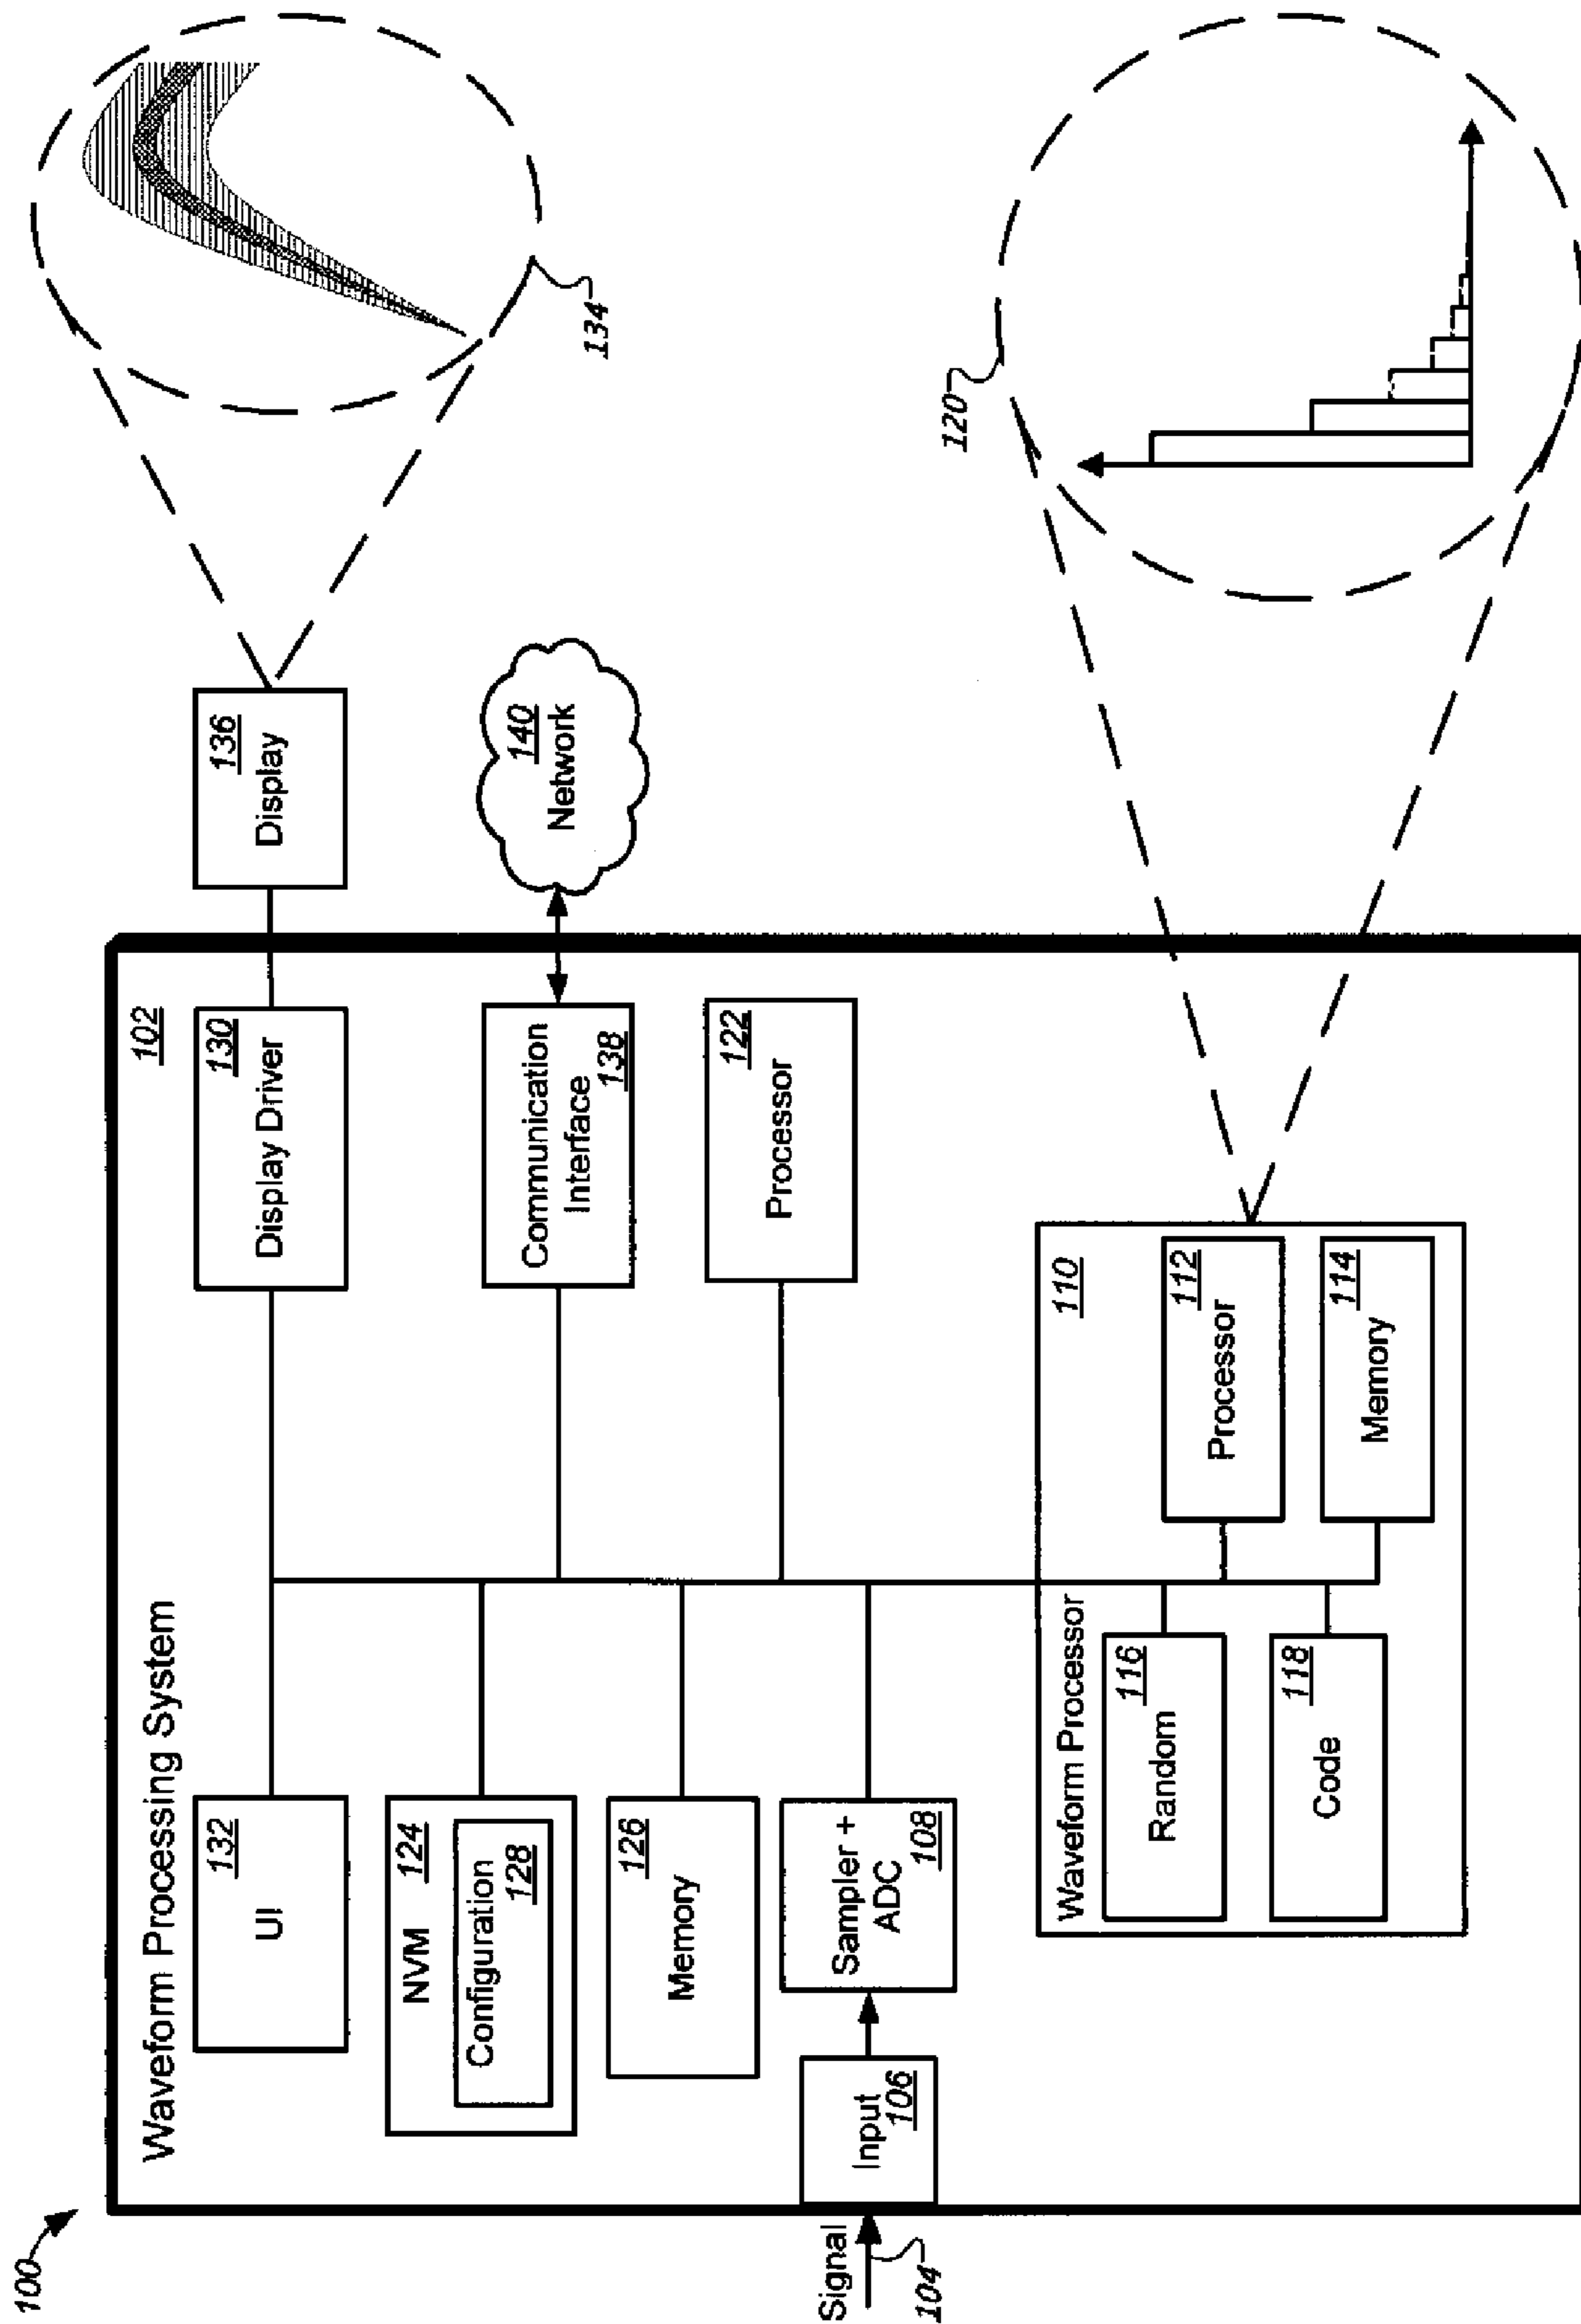 100
Waveform Processing System
102
132
UI
130
Display Driver
136
Display
134
NVM 124
Configuration
128
Communication
Interface
138
140
Network
126
Memory
122
Processor
Signal
104
Input
106
Sampler +
ADC
108
Waveform Processor
110
116
Random
112
Processor
118
Code
114
Memory
120